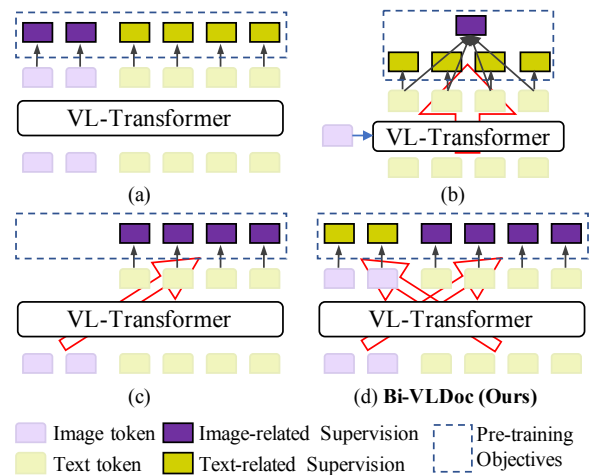 VL-Transformer
VL-Transformer
(a)
(b)
VL-Transformer
VL-Transformer
(c)
(d) Bi-VLDoc (Ours)
Image token
Image-related Supervision
Pre-training
Text token
Text-related Supervision
Objectives